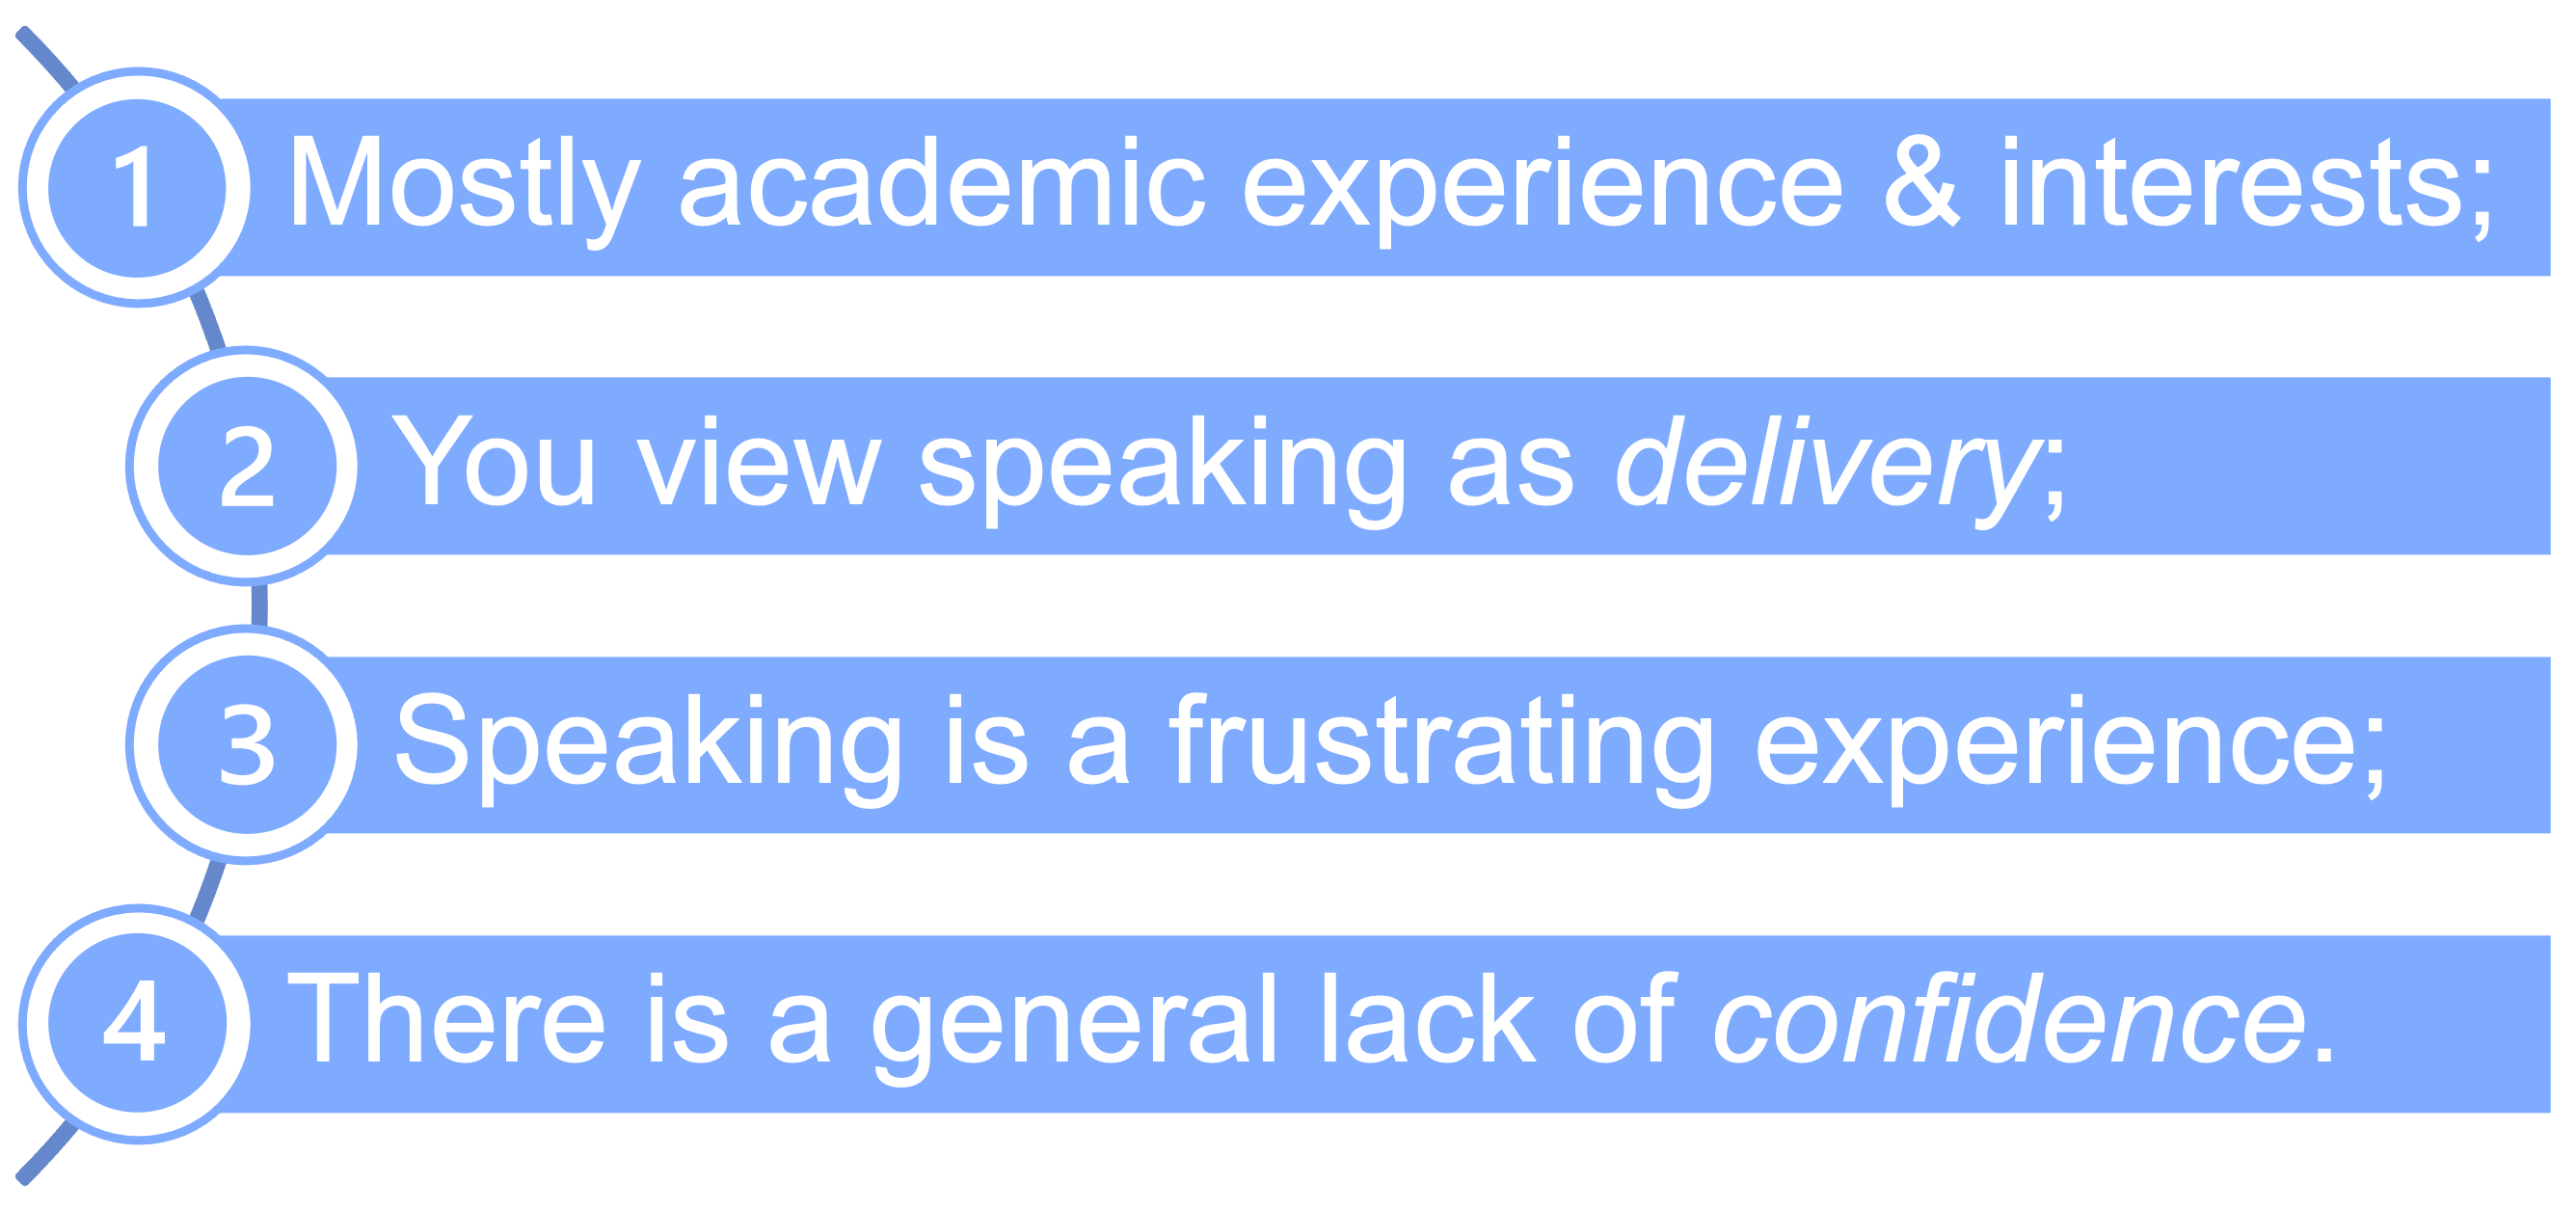 1 Mostly academic experience & interests;
2 You view speaking as delivery;
3 Speaking is a frustrating experience;
4 There is a general lack of confidence.